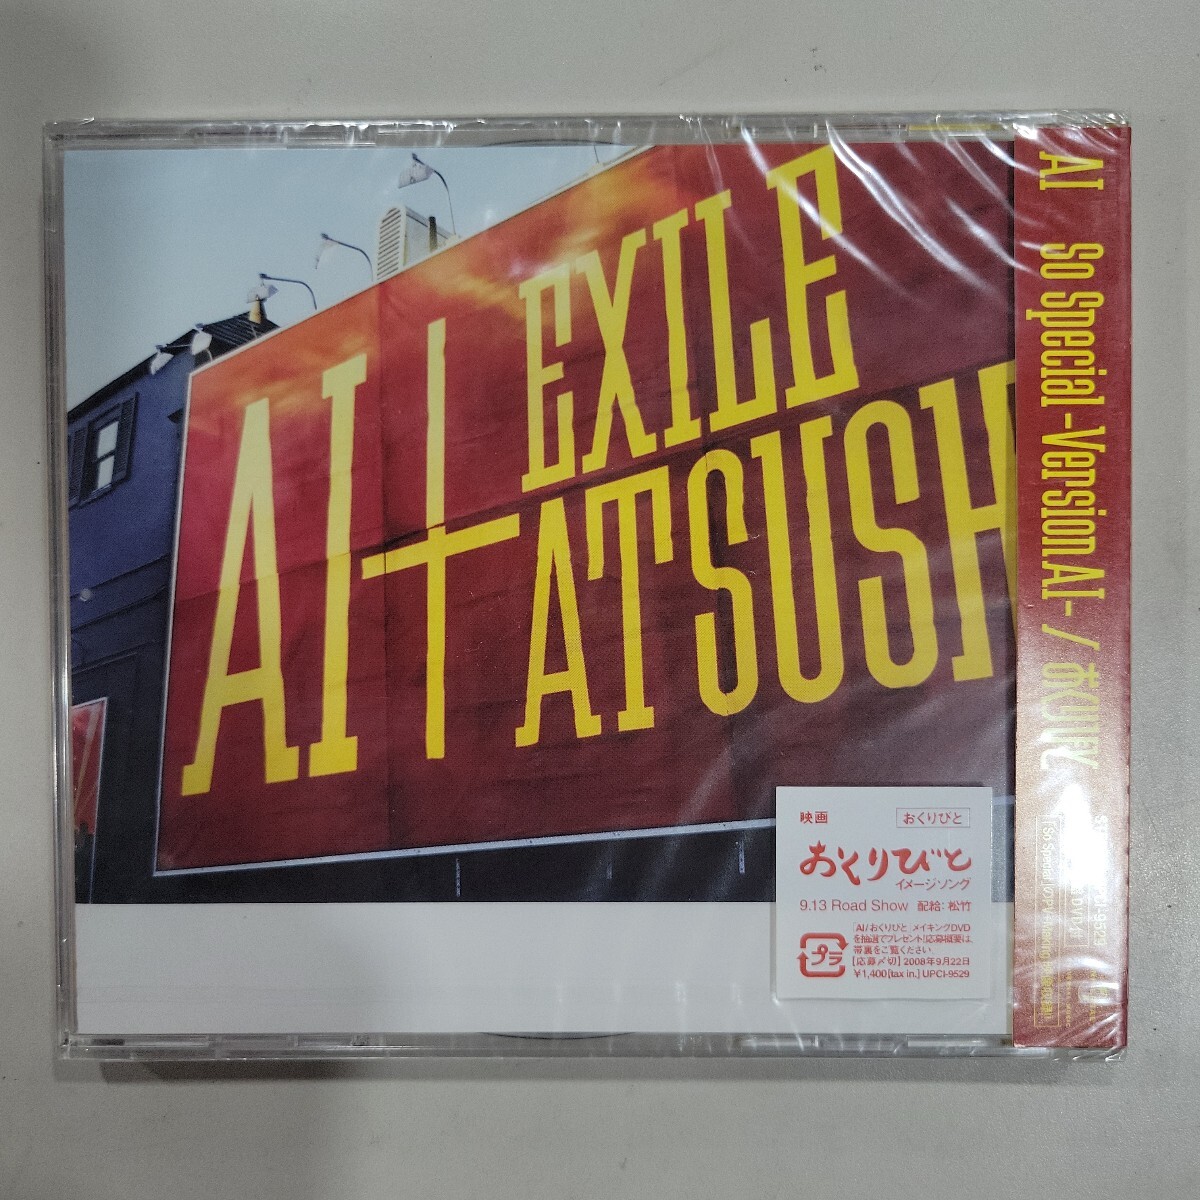 AI+
EXILE
ATSUSH
AI So Special -Version AI- / おくりびと
映画
おくりびと
おくりびと
イメージソング
9.13 Road Show 配給: 松竹
「AI/おくりびと メイキングDVD
を抽選でプレゼント」応募概要は、
帯裏をご覧ください。
【応募〆切】2008年9月22日
¥1,400[tax in.] UPCI-9529
プラ